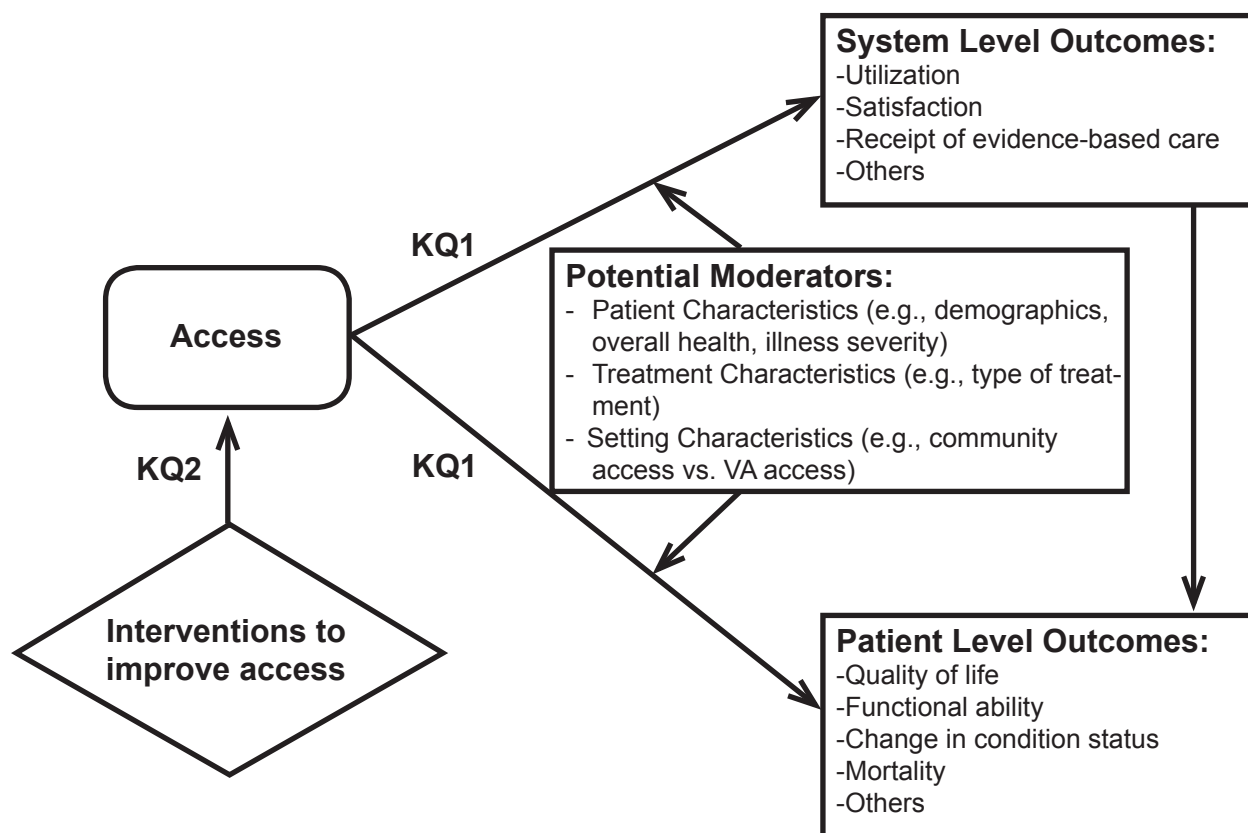 System Level Outcomes:
-Utilization
-Satisfaction
-Receipt of evidence-based care
-Others
KQ1
Potential Moderators:
- Patient Characteristics (e.g., demographics,
overall health, illness severity)
- Treatment Characteristics (e.g., type of treat-
ment)
- Setting Characteristics (e.g., community
access vs. VA access)
Access
KQ1
KQ2
Interventions to
improve access
Patient Level Outcomes:
-Quality of life
-Functional ability
-Change in condition status
-Mortality
-Others